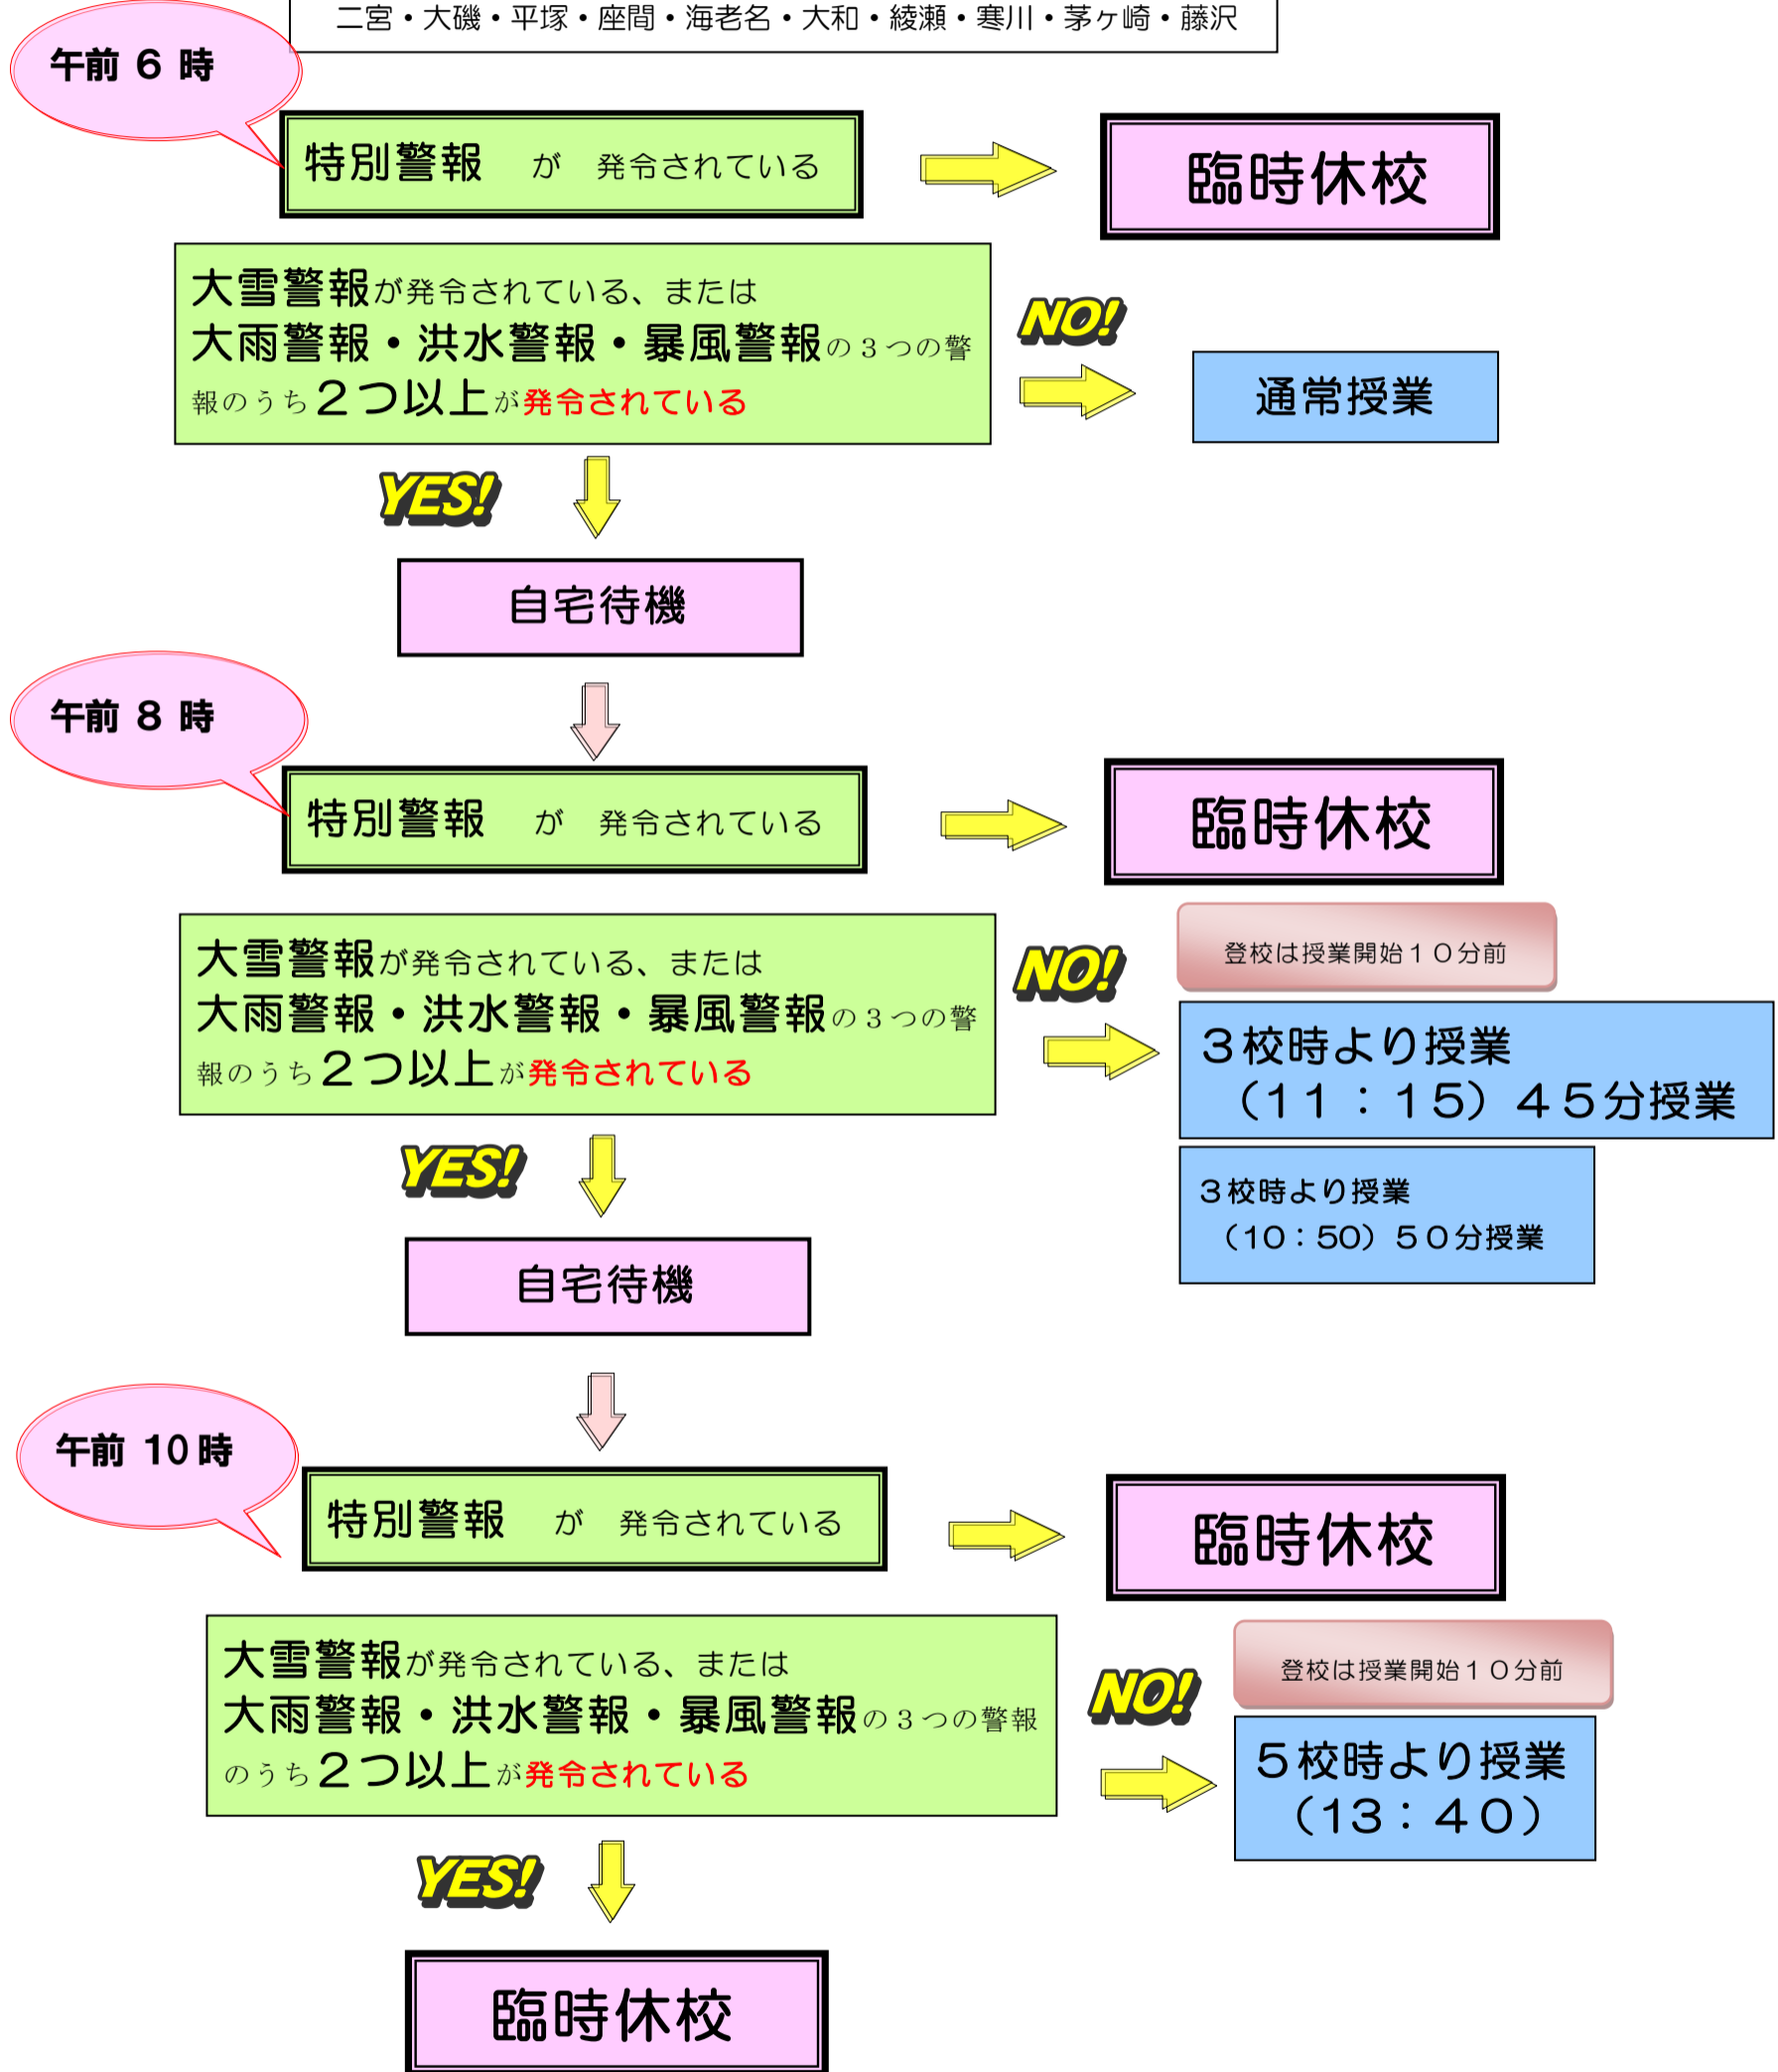 二宮・大磯・平塚・座間・海老名・大和・綾瀬・寒川・茅ヶ崎・藤沢
午前 6 時
特別警報　が　発令されている
臨時休校
大雪警報が発令されている、または
大雨警報・洪水警報・暴風警報の３つの警
報のうち２つ以上が発令されている
NO!
通常授業
YES!
自宅待機
午前 8 時
特別警報　が　発令されている
臨時休校
大雪警報が発令されている、または
大雨警報・洪水警報・暴風警報の３つの警
報のうち２つ以上が発令されている
NO!
登校は授業開始１０分前
３校時より授業
（11：15）４５分授業
３校時より授業
（10：50）５０分授業
YES!
自宅待機
午前 10時
特別警報　が　発令されている
臨時休校
大雪警報が発令されている、または
大雨警報・洪水警報・暴風警報の３つの警報
のうち２つ以上が発令されている
NO!
登校は授業開始１０分前
５校時より授業
（13：４０）
YES!
臨時休校